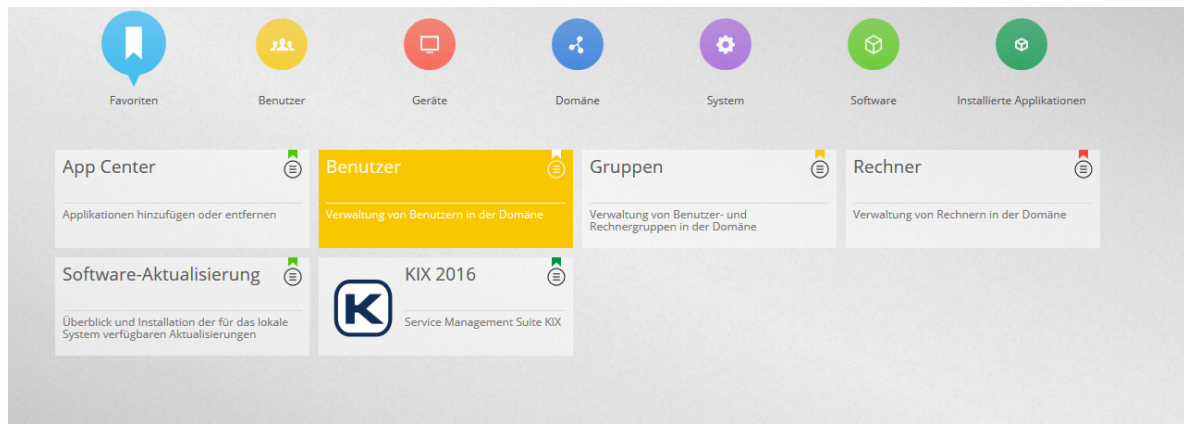 Favoriten
Benutzer
Geräte
Domäne
System
Software
Installierte Applikationen
App Center
Applikationen hinzufügen oder entfernen
Benutzer
Verwaltung von Benutzern in der Domäne
Gruppen
Verwaltung von Benutzer- und
Rechnergruppen in der Domäne
Rechner
Verwaltung von Rechnern in der Domäne
Software-Aktualisierung
Überblick und Installation der für das lokale
System verfügbaren Aktualisierungen
K
KIX 2016
Service Management Suite KIX